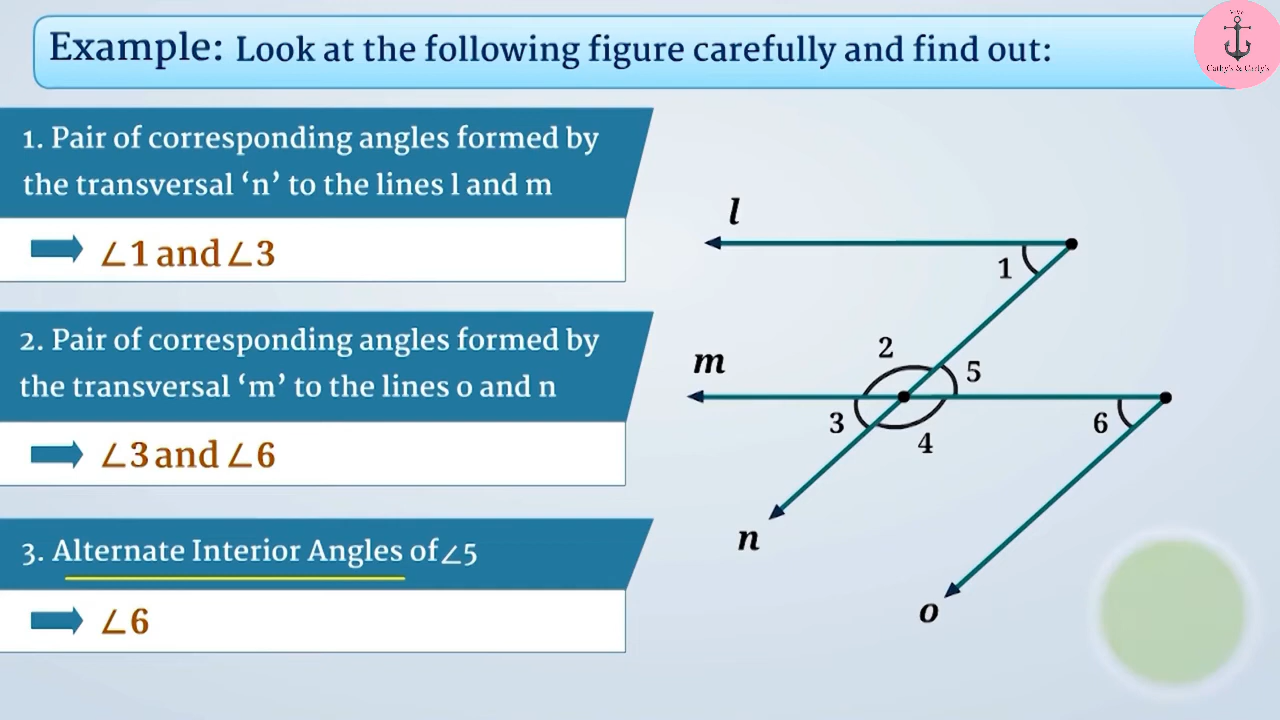 Example: Look at the following figure carefully and find out:
Cathy's & Carly's
1. Pair of corresponding angles formed by
the transversal ‘n’ to the lines l and m
∠1 and ∠3
2. Pair of corresponding angles formed by
the transversal ‘m’ to the lines o and n
∠3 and ∠6
3. Alternate Interior Angles of ∠5
∠6
l
1
2
m
5
3
6
4
n
o